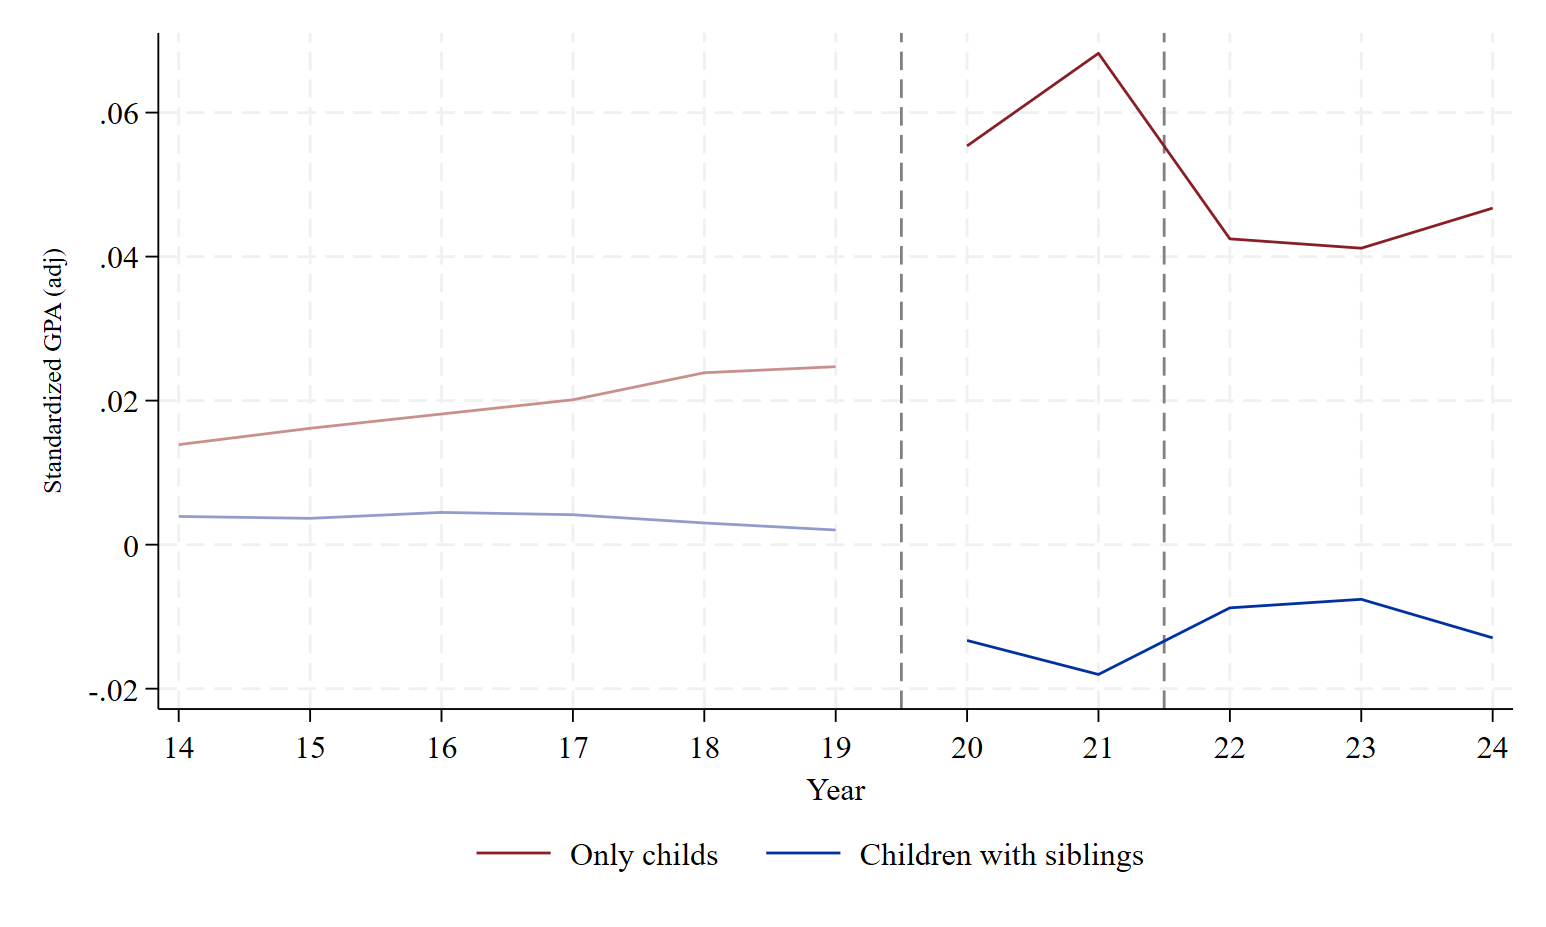 Standardized GPA (adj)
.06
.04
.02
0
-.02
14 15 16 17 18 19 20 21 22 23 24
Year
Only childs Children with siblings